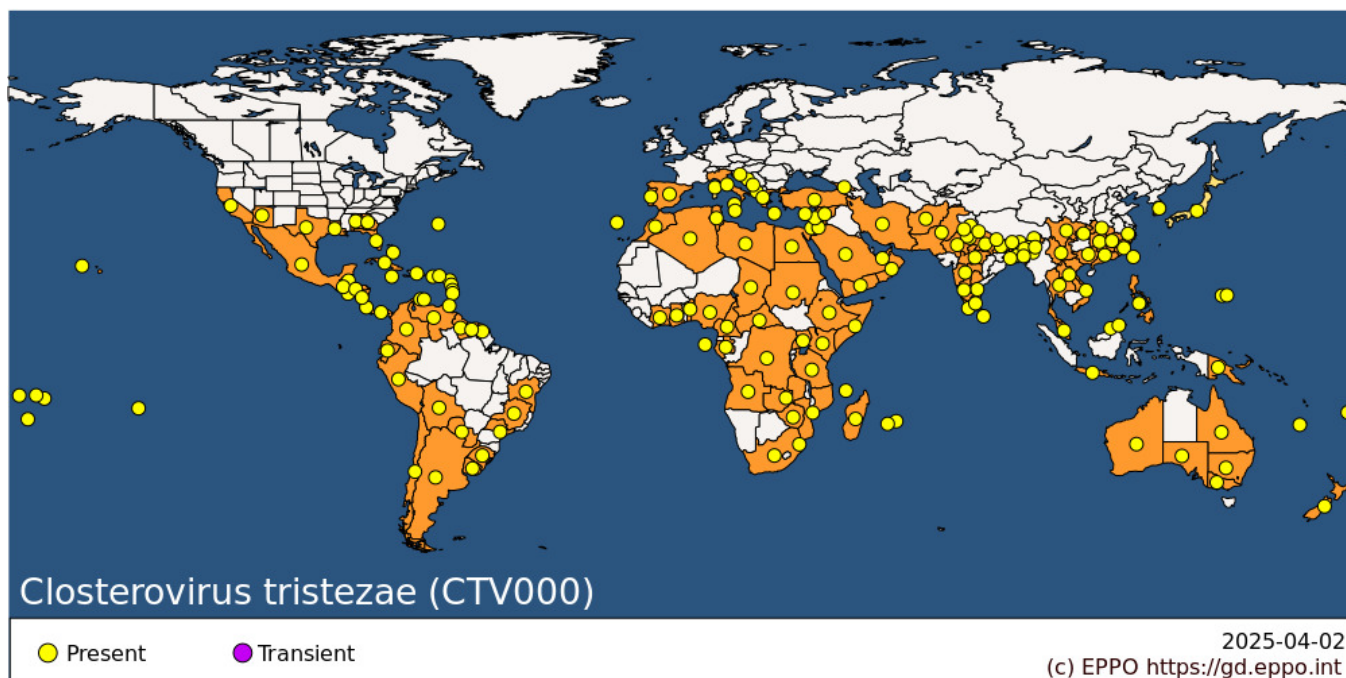 Closterovirus tristezae (CTV000)
Present
Transient
2025-04-02
(c) EPPO https://gd.eppo.int